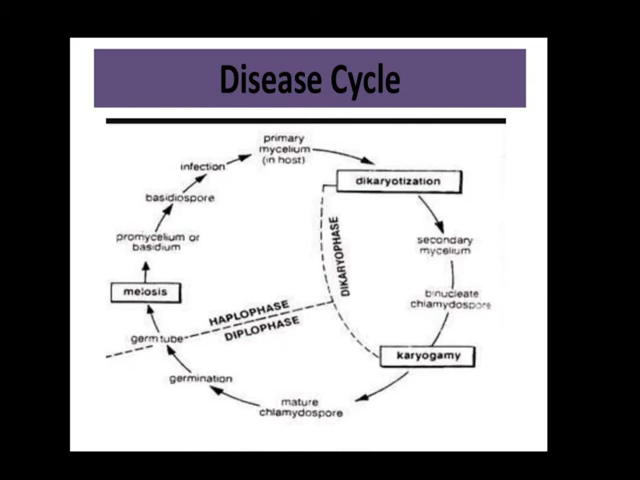 Disease Cycle
primary
mycelium
(in host)
dikaryotization
secondary
mycelium
binucleate
chlamydospore
karyogamy
mature
chlamydospore
germination
germ tube
meiosis
promycelium or
basidium
basidiospore
infection
DIKARYOPHASE
HAPLOPHASE
DIPLOPHASE